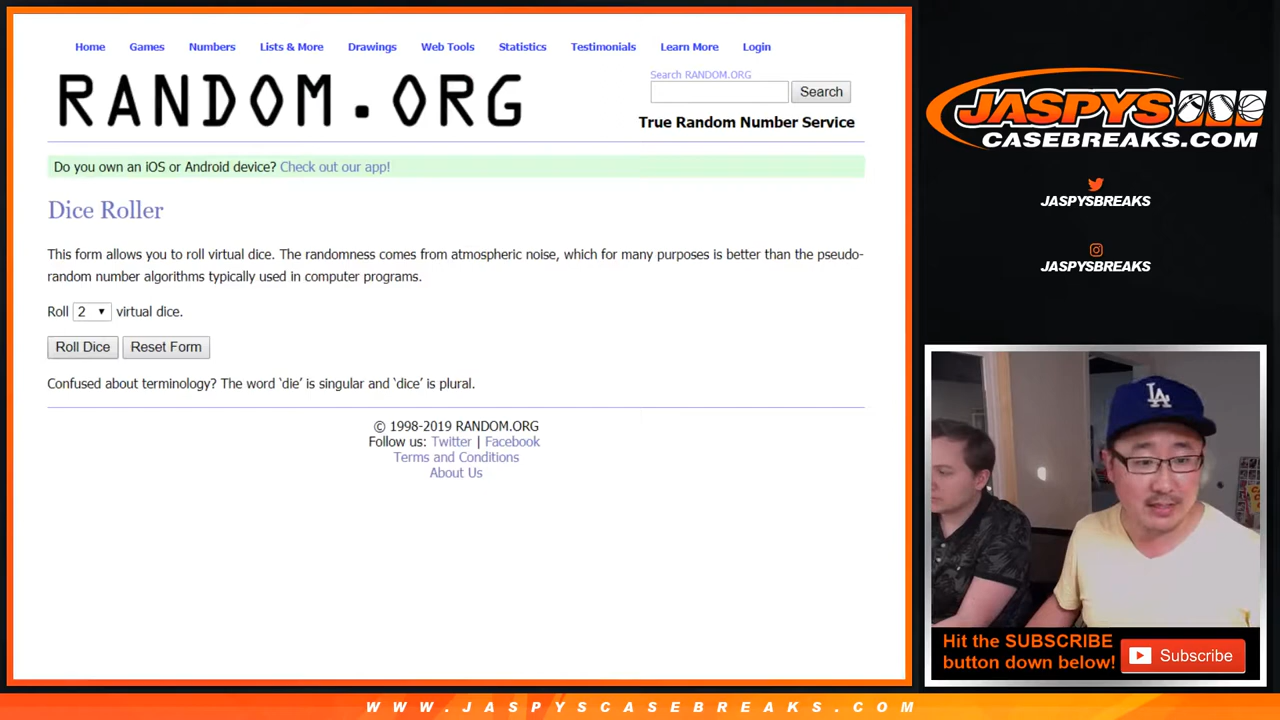 Home Games Numbers Lists & More Drawings Web Tools Statistics Testimonials Learn More Login
RANDOM.ORG
Search RANDOM.ORG
Search
True Random Number Service
Do you own an iOS or Android device? Check out our app!
Dice Roller
This form allows you to roll virtual dice. The randomness comes from atmospheric noise, which for many purposes is better than the pseudo-
random number algorithms typically used in computer programs.
Roll 2 virtual dice.
Roll Dice Reset Form
Confused about terminology? The word ‘die’ is singular and ‘dice’ is plural.
© 1998-2019 RANDOM.ORG
Follow us: Twitter | Facebook
Terms and Conditions
About Us
JASPYS
CASEBREAKS.COM
JASPYSBREAKS
JASPYSBREAKS
LA
Hit the SUBSCRIBE
button down below!
Subscribe
WWW.JASPYSCASEBREAKS.COM